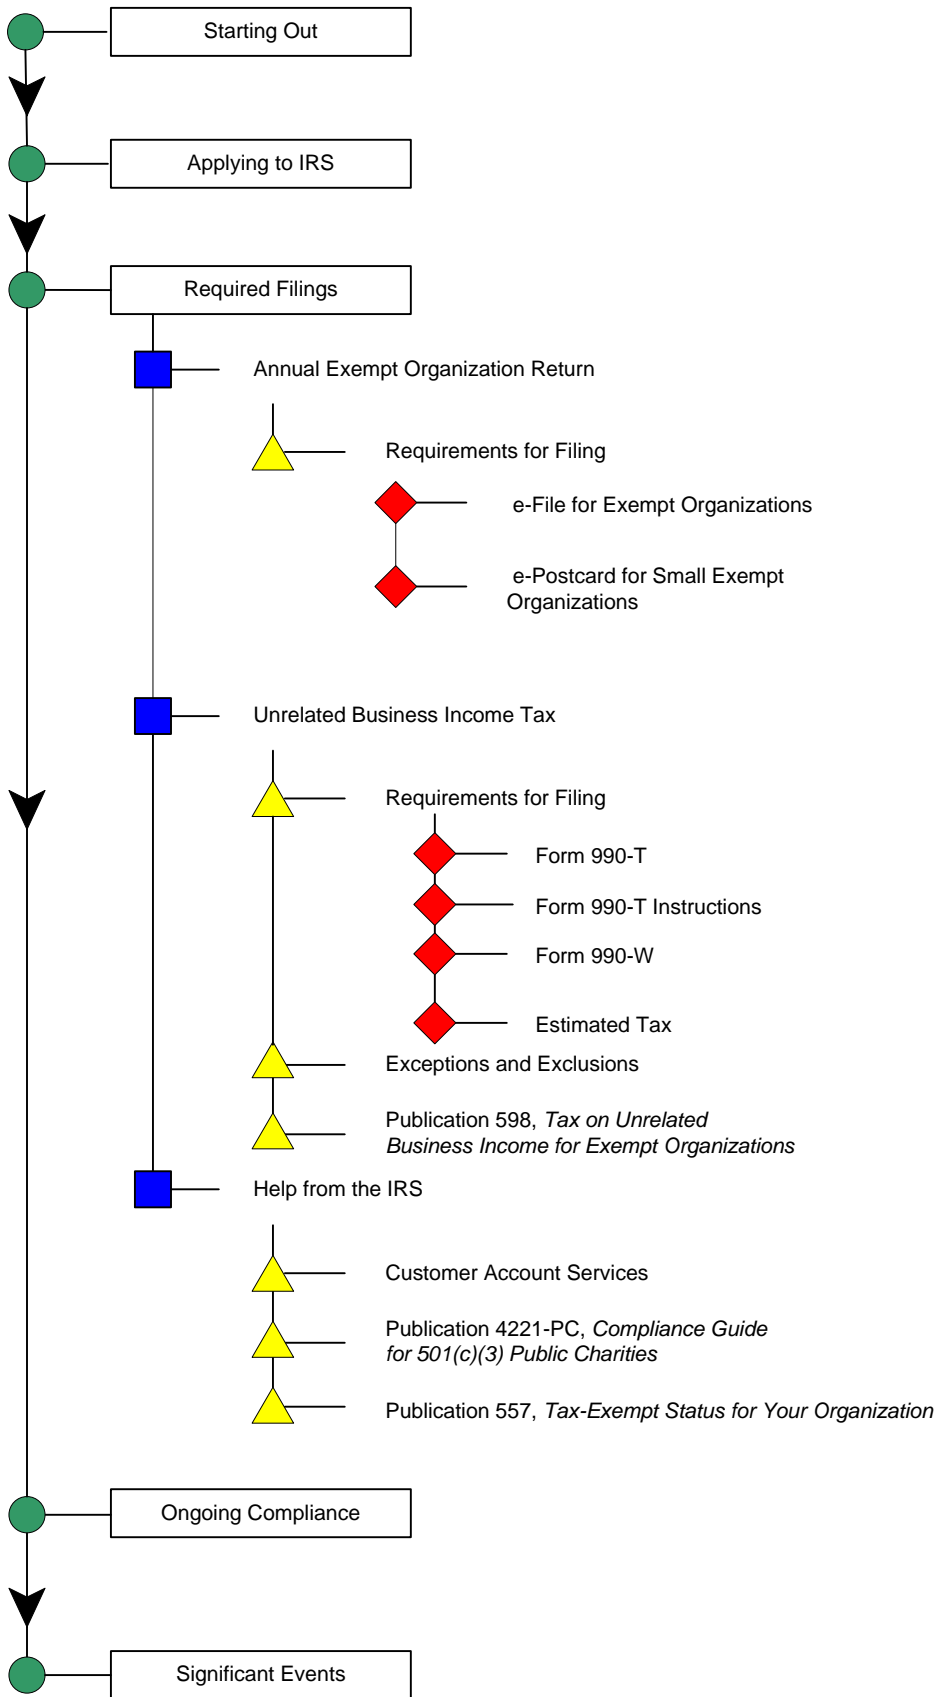 Starting Out
Applying to IRS
Required Filings
Annual Exempt Organization Return
Requirements for Filing
e-File for Exempt Organizations
e-Postcard for Small Exempt
Organizations
Unrelated Business Income Tax
Requirements for Filing
Form 990-T
Form 990-T Instructions
Form 990-W
Estimated Tax
Exceptions and Exclusions
Publication 598, Tax on Unrelated
Business Income for Exempt Organizations
Help from the IRS
Customer Account Services
Publication 4221-PC, Compliance Guide
for 501(c)(3) Public Charities
Publication 557, Tax-Exempt Status for Your Organization
Ongoing Compliance
Significant Events